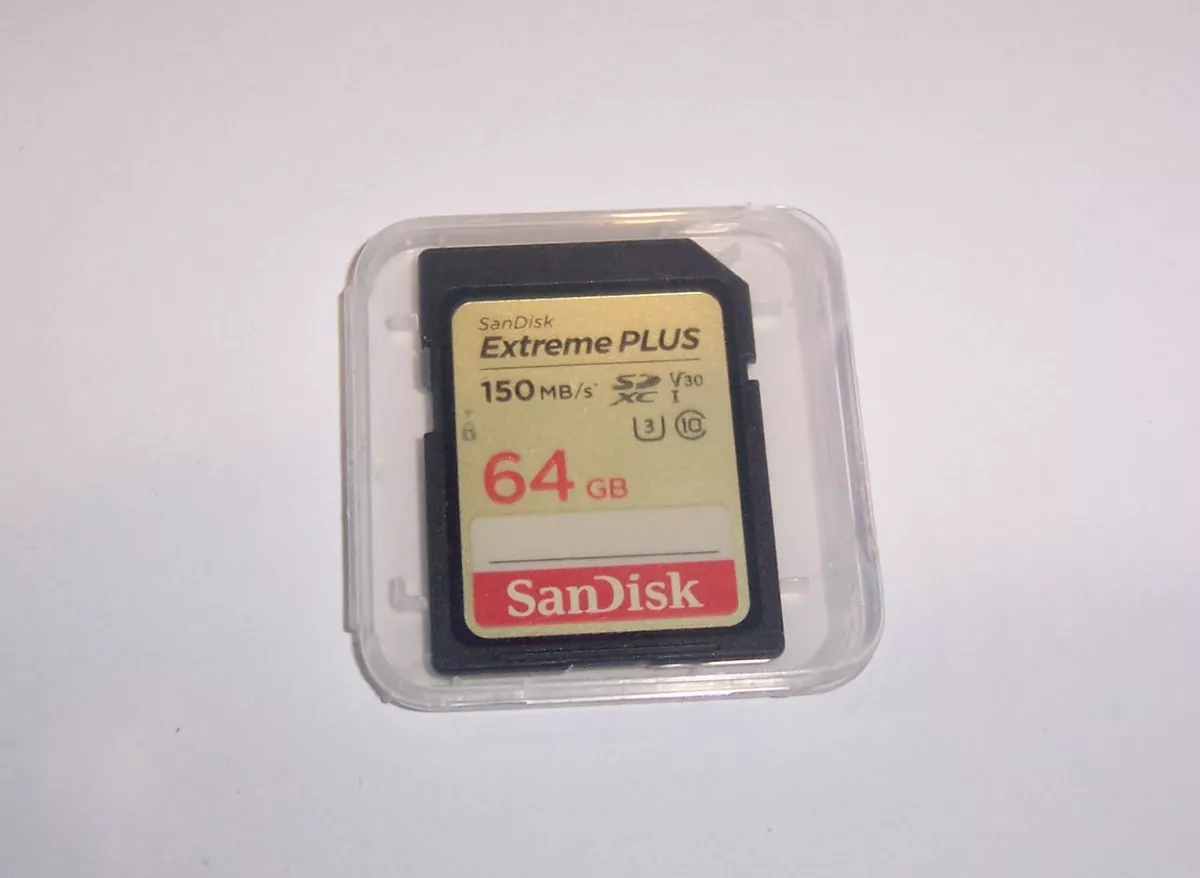 SanDisk
Extreme PLUS
150 MB/s* SD XC V30 I
3 10
64 GB
SanDisk